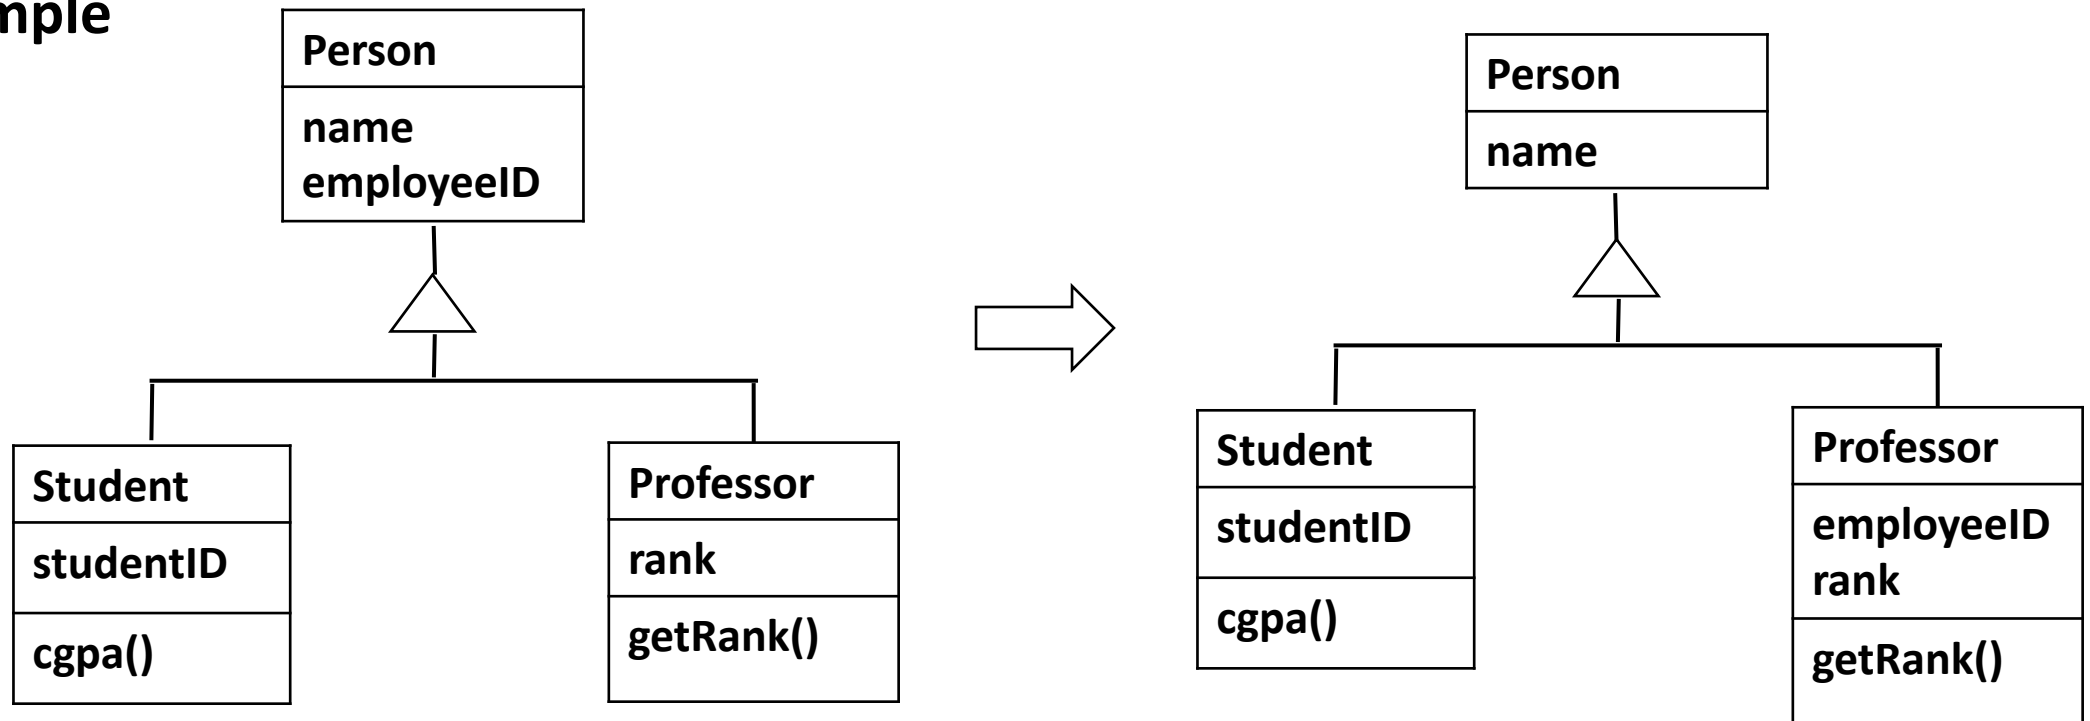 mple
Person
name
employeeID
Student
studentID
cgpa()
Professor
rank
getRank()
Person
name
Student
studentID
cgpa()
Professor
employeeID
rank
getRank()